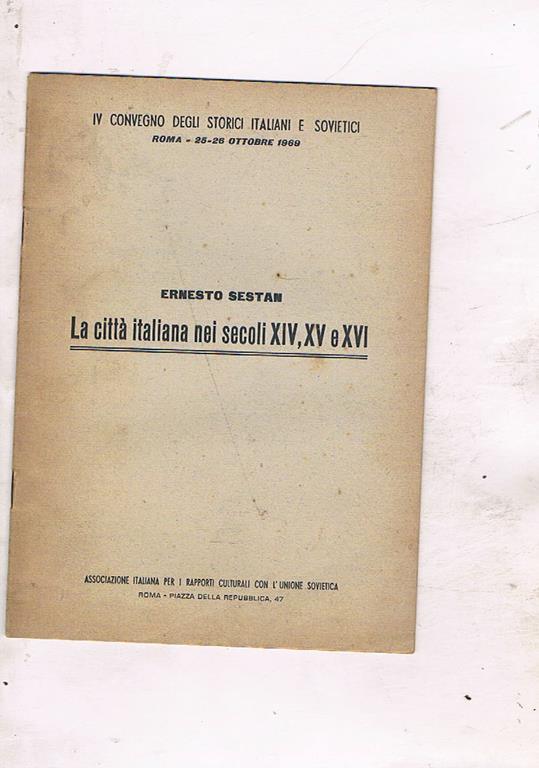 IV CONVEGNO DEGLI STORICI ITALIANI E SOVIETICI
ROMA - 25-26 OTTOBRE 1969
ERNESTO SESTAN
La città italiana nei secoli XIV, XV e XVI
ASSOCIAZIONE ITALIANA PER I RAPPORTI CULTURALI CON L'UNIONE SOVIETICA
ROMA - PIAZZA DELLA REPUBBLICA, 47